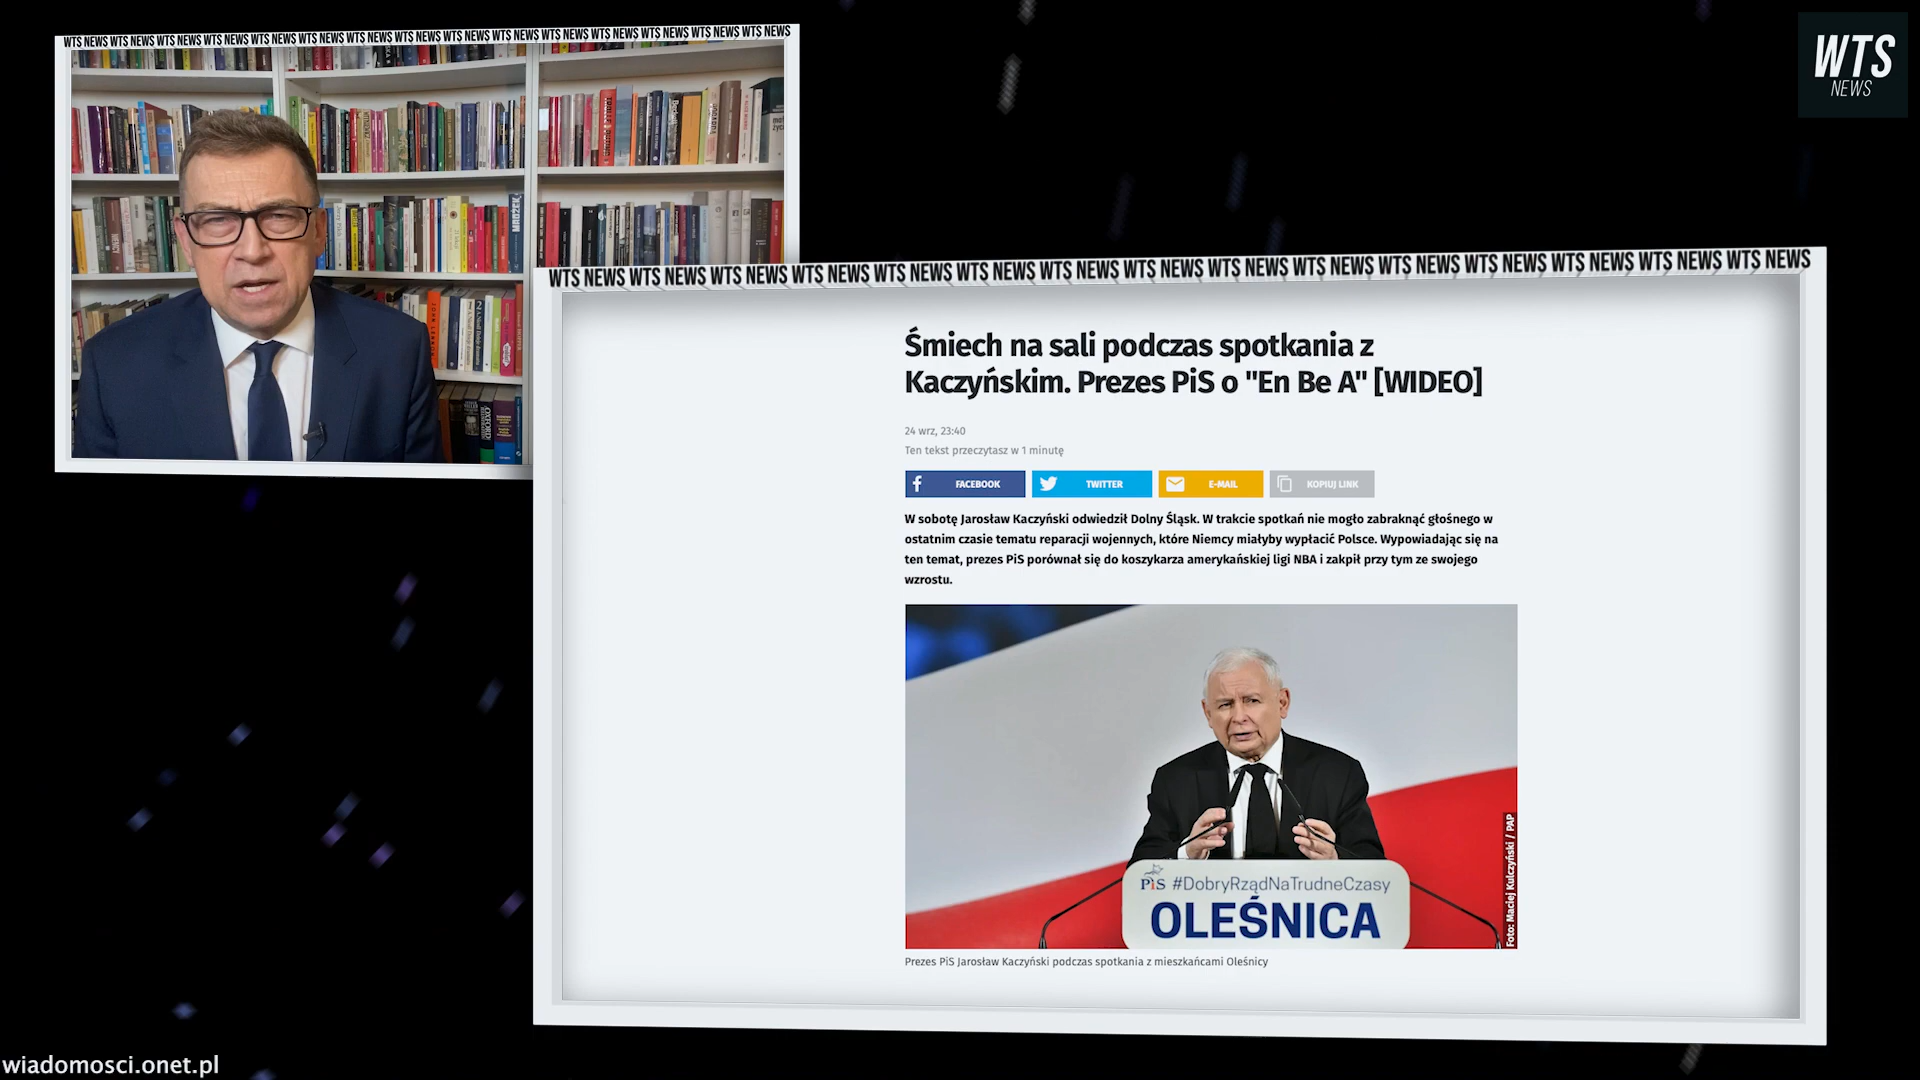 WTS NEWS WTS NEWS WTS NEWS WTS NEWS WTS NEWS WTS NEWS WTS NEWS WTS NEWS WTS NEWS WTS NEWS WTS NEWS WTS NEWS WTS NEWS WTS NEWS WTS NEWS
WTS
NEWS
WTS NEWS WTS NEWS WTS NEWS WTS NEWS WTS NEWS WTS NEWS WTS NEWS WTS NEWS WTS NEWS WTS NEWS WTS NEWS WTS NEWS WTS NEWS WTS NEWS WTS NEWS
Śmiech na sali podczas spotkania z
Kaczyńskim. Prezes PiS o "En Be A" [WIDEO]
24 wrz, 23:40
Ten tekst przeczytasz w 1 minutę
FACEBOOK
TWITTER
E-MAIL
KOPIUJ LINK
W sobotę Jarosław Kaczyński odwiedził Dolny Śląsk. W trakcie spotkań nie mogło zabraknąć głośnego w
ostatnim czasie tematu reparacji wojennych, które Niemcy miałyby wypłacić Polsce. Wypowiadając się na
ten temat, prezes PiS porównał się do koszykarza amerykańskiej ligi NBA i zakpił przy tym ze swojego
wzrostu.
PiS #DobryRządNaTrudneCzasy
OLEŚNICA
Foto: Maciej Kulczyński / PAP
Prezes PiS Jarosław Kaczyński podczas spotkania z mieszkańcami Oleśnicy
wiadomosci.onet.pl